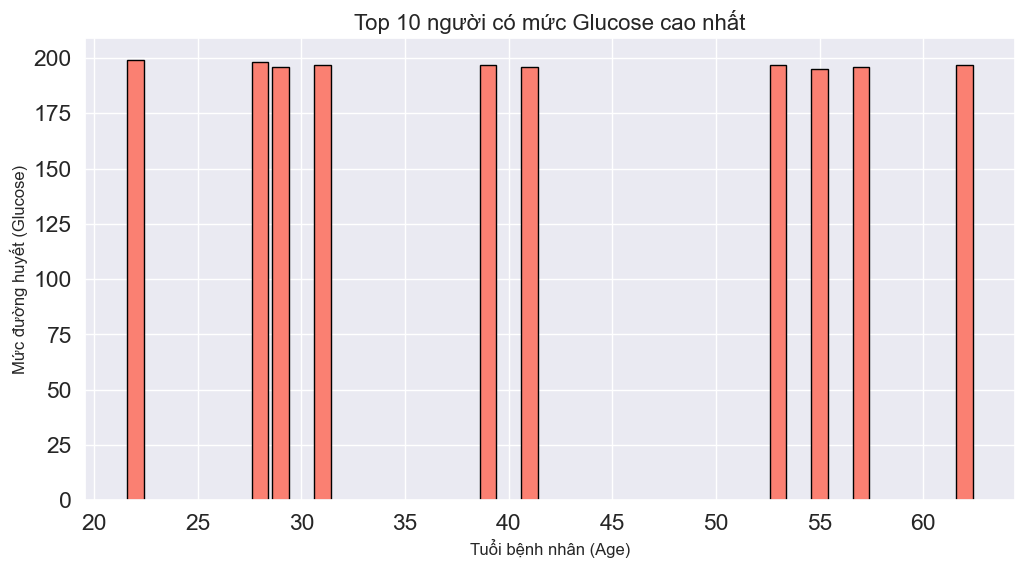 Top 10 người có mức Glucose cao nhất
Mức đường huyết (Glucose)
200
175
150
125
100
75
50
25
0
20 25 30 35 40 45 50 55 60
Tuổi bệnh nhân (Age)